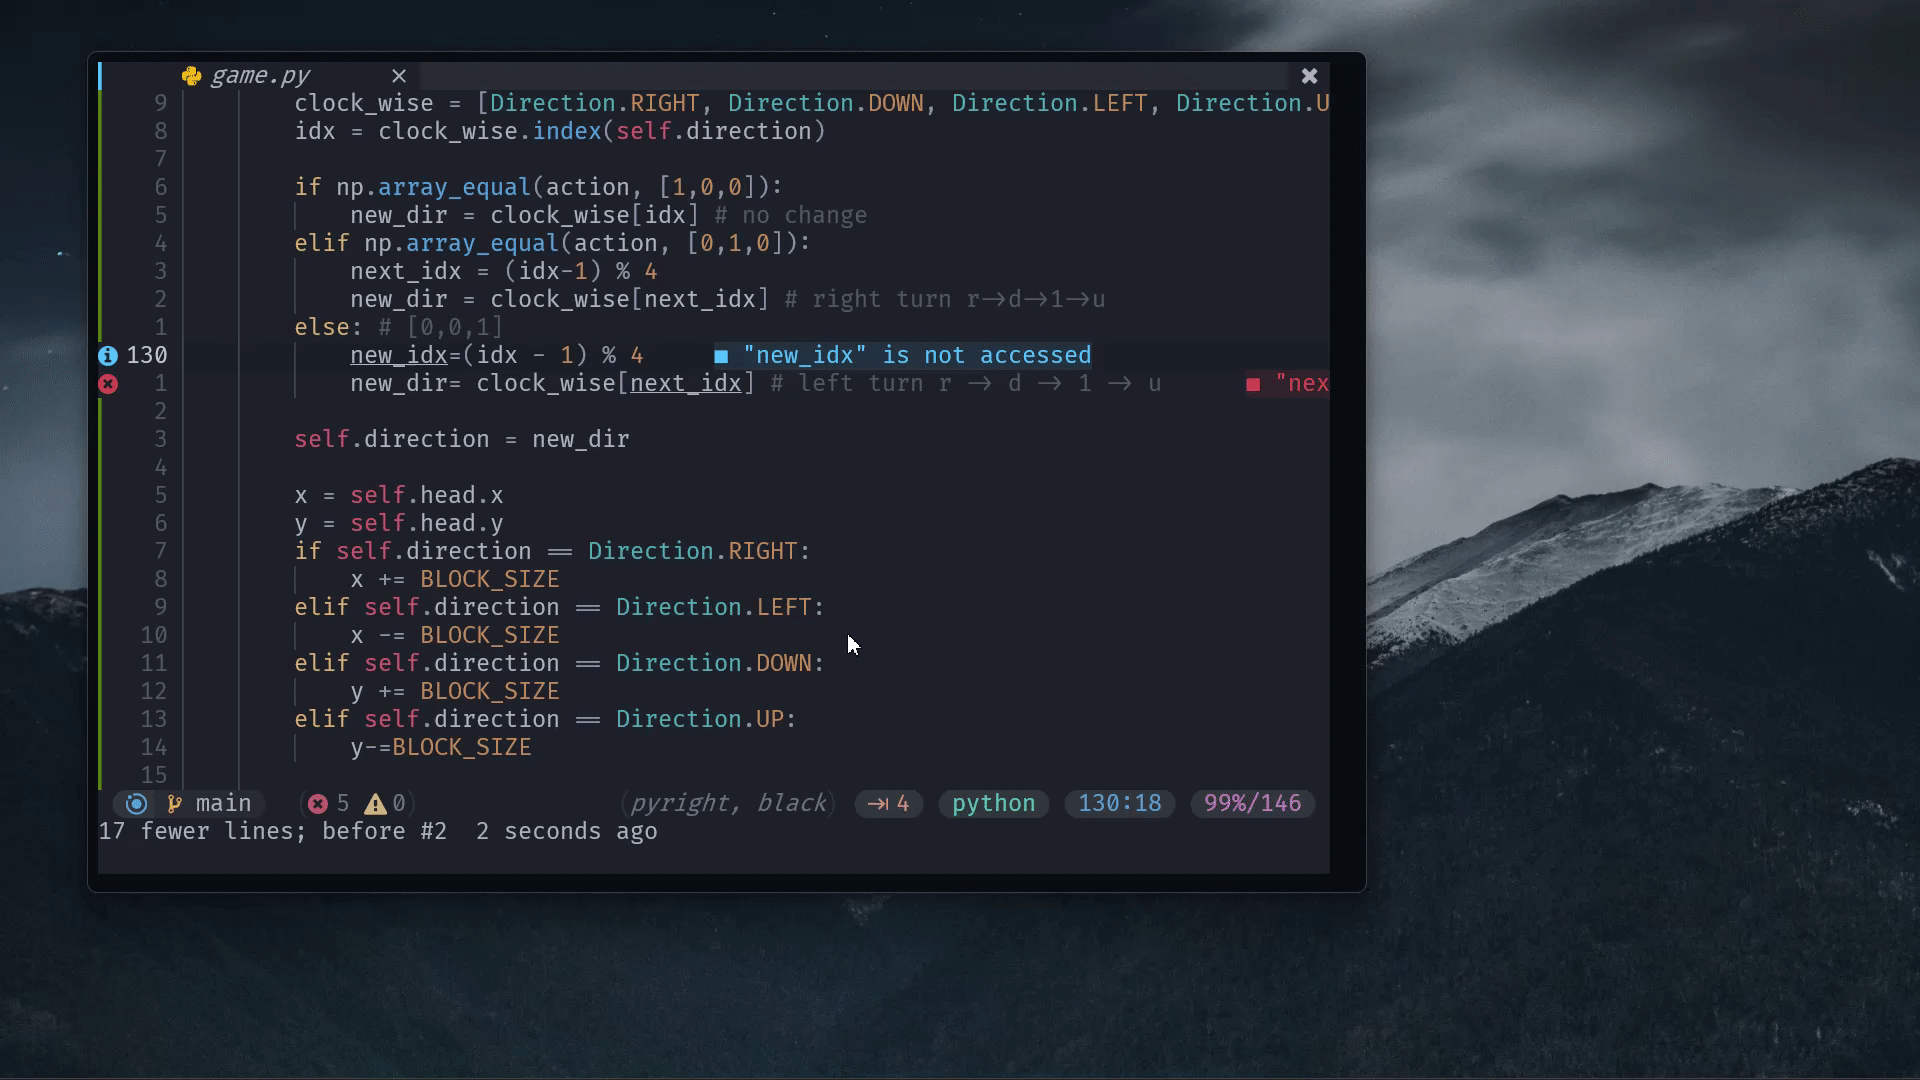 game.py
9 clock_wise = [Direction.RIGHT, Direction.DOWN, Direction.LEFT, Direction.U
8 idx = clock_wise.index(self.direction)
7
6 if np.array_equal(action, [1,0,0]):
5 new_dir = clock_wise[idx] # no change
4 elif np.array_equal(action, [0,1,0]):
3 next_idx = (idx-1) % 4
2 new_dir = clock_wise[next_idx] # right turn r→d→1→u
1 else: # [0,0,1]
130 new_idx=(idx - 1) % 4 ■ "new_idx" is not accessed
1 new_dir= clock_wise[next_idx] # left turn r → d → 1 → u ■ "nex
2
3 self.direction = new_dir
4
5 x = self.head.x
6 y = self.head.y
7 if self.direction == Direction.RIGHT:
8 x += BLOCK_SIZE
9 elif self.direction == Direction.LEFT:
10 x -= BLOCK_SIZE
11 elif self.direction == Direction.DOWN:
12 y += BLOCK_SIZE
13 elif self.direction == Direction.UP:
14 y-=BLOCK_SIZE
15
main 5 0 (pyright, black) 4 python 130:18 99%/146
17 fewer lines; before #2 2 seconds ago